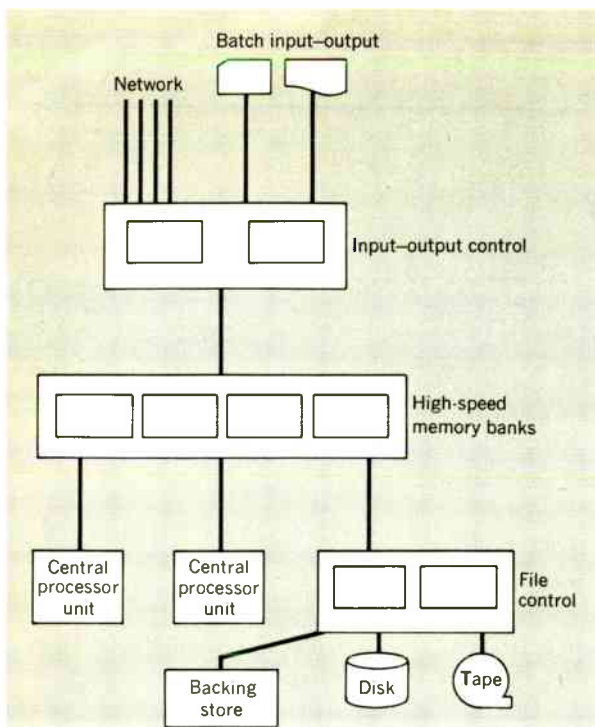 Batch input–output
Network
Input–output control
High-speed
memory banks
Central
processor
unit
Central
processor
unit
File
control
Backing
store
Disk
Tape